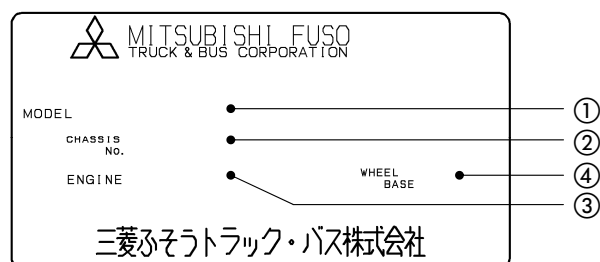 MITSUBISHI FUSO
TRUCK & BUS CORPORATION
MODEL
①
CHASSIS
No.
②
ENGINE
WHEEL
BASE
④
③
三菱ふそうトラック・バス株式会社